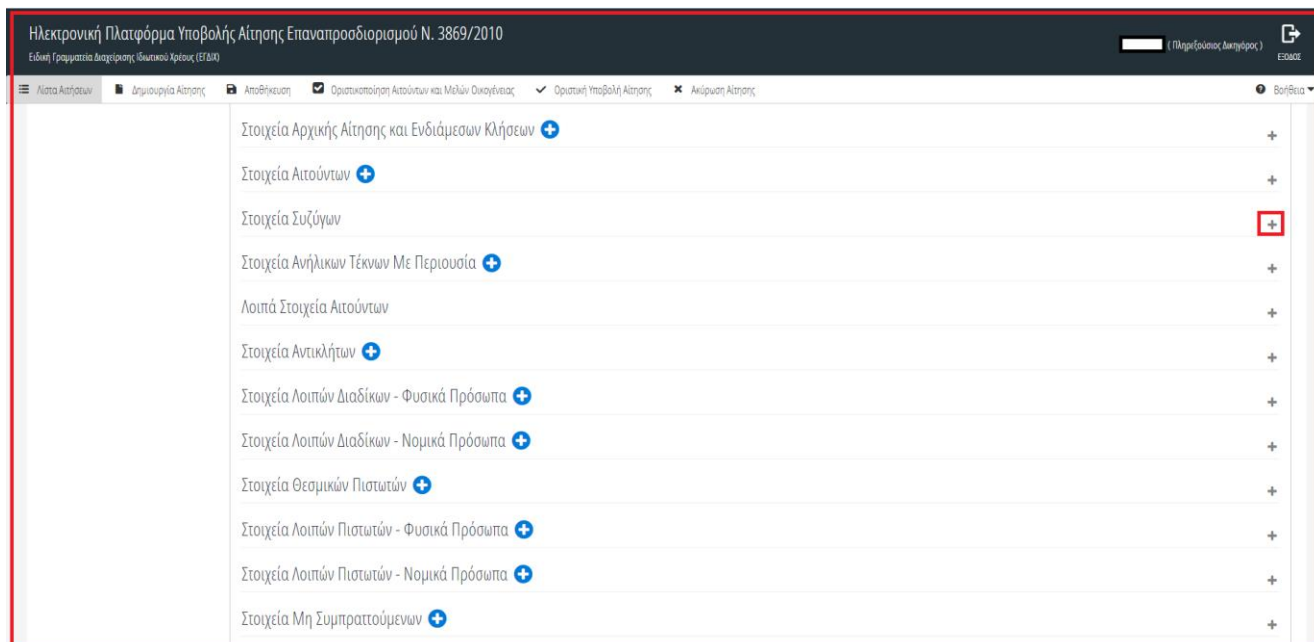 Ηλεκτρονική Πλατφόρμα Υποβολής Αίτησης Επαναπροσδιορισμού Ν. 3869/2010
Ειδική Γραμματεία Διαχείρισης Ιδιωτικού Χρέους (ΕΓΔΙΧ)
( Πληρεξούσιος Δικηγόρος )
ΕΞΟΔΟΣ
Λίστα Αιτήσεων Δημιουργία Αίτησης Αποθήκευση Οριστικοποίηση Αιτούντων και Μελών Οικογένειας Οριστική Υποβολή Αίτησης Ακύρωση Αίτησης Βοήθεια
Στοιχεία Αρχικής Αίτησης και Ενδιάμεσων Κλήσεων
Στοιχεία Αιτούντων
Στοιχεία Συζύγων
Στοιχεία Ανήλικων Τέκνων Με Περιουσία
Λοιπά Στοιχεία Αιτούντων
Στοιχεία Αντικλήτων
Στοιχεία Λοιπών Διαδίκων - Φυσικά Πρόσωπα
Στοιχεία Λοιπών Διαδίκων - Νομικά Πρόσωπα
Στοιχεία Θεσμικών Πιστωτών
Στοιχεία Λοιπών Πιστωτών - Φυσικά Πρόσωπα
Στοιχεία Λοιπών Πιστωτών - Νομικά Πρόσωπα
Στοιχεία Μη Συμπραττούμενων